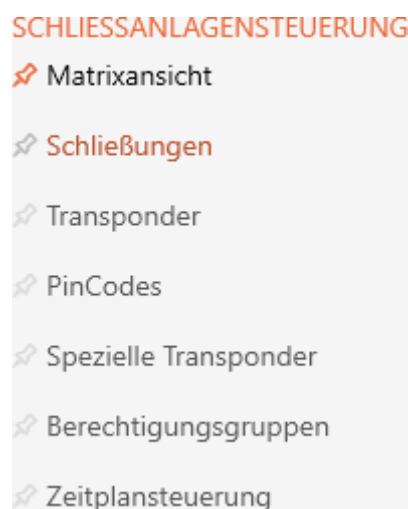 SCHLIESSANLAGENSTEUERUNG
Matrixansicht
Schließungen
Transponder
PinCodes
Spezielle Transponder
Berechtigungsgruppen
Zeitplansteuerung